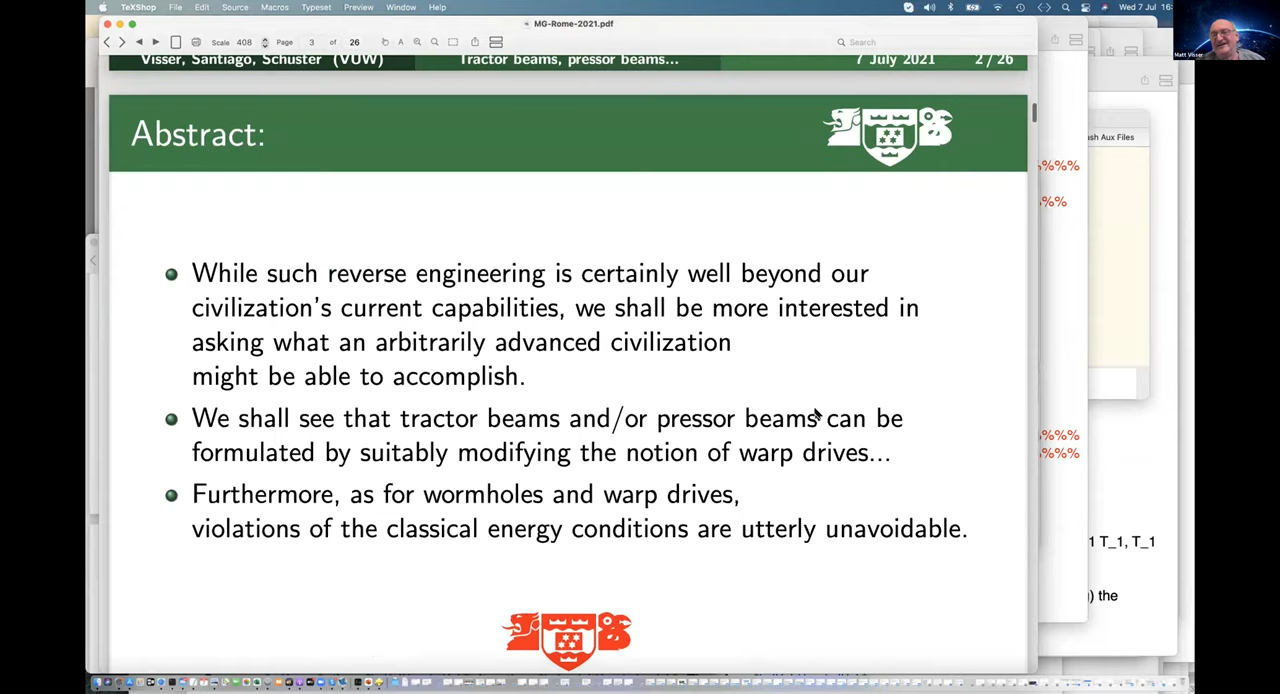 TeXShop File Edit Source Macros Typeset Preview Window Help Wed 7 Jul 16:
MG-Rome-2021.pdf
Scale 408 Page 3 of 26 Search
Matt Visser
Visser, Santiago, Schuster (VUW) Tractor beams, pressor beams... 7 July 2021 2 / 26
Abstract:
ash Aux Files
%%%%
%%
While such reverse engineering is certainly well beyond our
civilization's current capabilities, we shall be more interested in
asking what an arbitrarily advanced civilization
might be able to accomplish.
We shall see that tractor beams and/or pressor beams can be
formulated by suitably modifying the notion of warp drives...
%%%%
%%%%
Furthermore, as for wormholes and warp drives,
violations of the classical energy conditions are utterly unavoidable.
1 T_1, T_1
) the